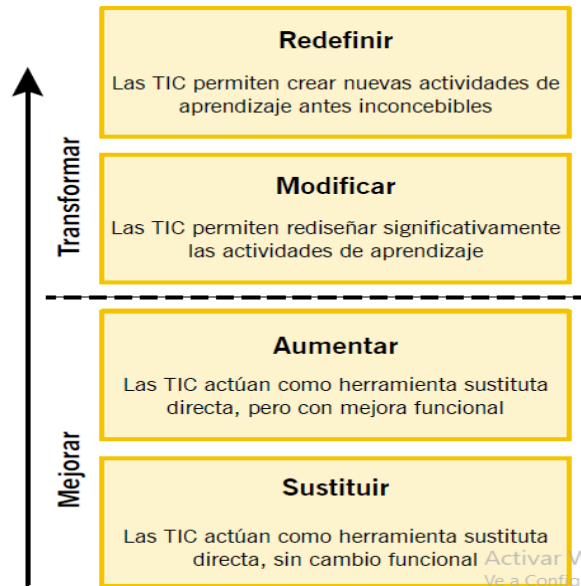 Redefinir
Las TIC permiten crear nuevas actividades de
aprendizaje antes inconcebibles
Transformar
Modificar
Las TIC permiten rediseñar significativamente
las actividades de aprendizaje
Aumentar
Las TIC actúan como herramienta sustituta
directa, pero con mejora funcional
Mejorar
Sustituir
Las TIC actúan como herramienta sustituta
directa, sin cambio funcional
Activar
Ve a